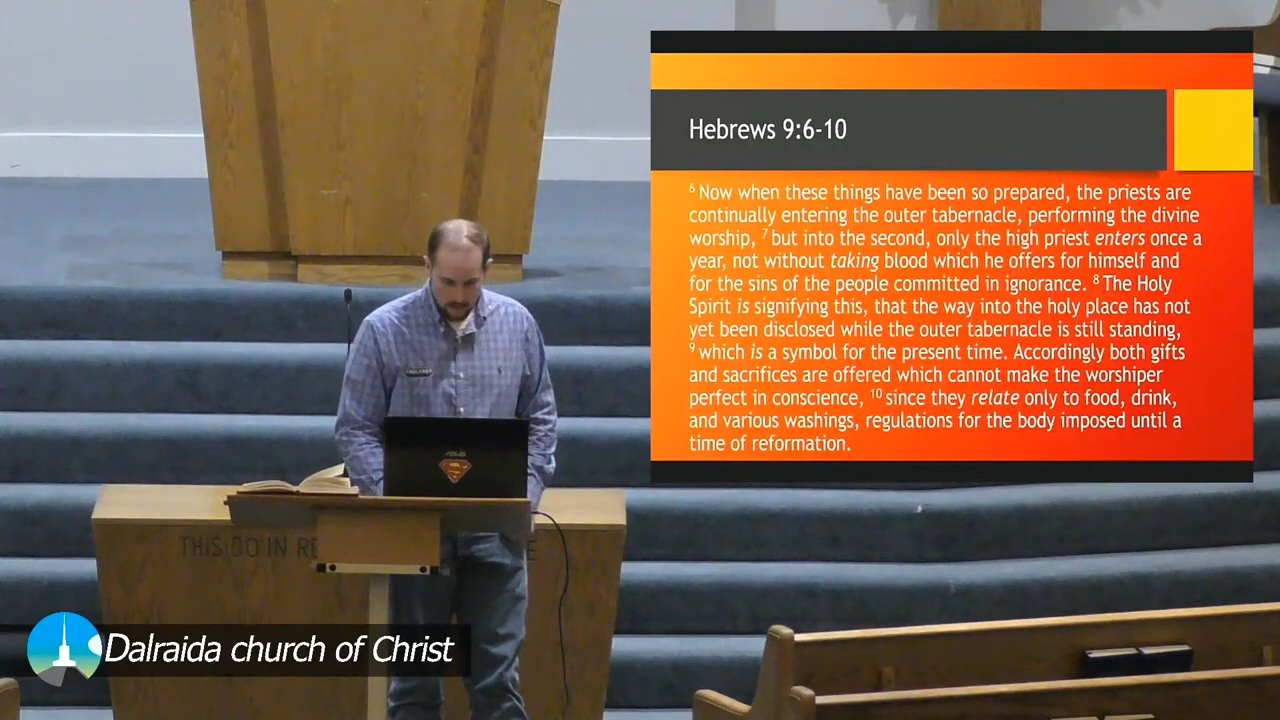 Hebrews 9:6-10
6 Now when these things have been so prepared, the priests are
continually entering the outer tabernacle, performing the divine
worship, 7 but into the second, only the high priest enters once a
year, not without taking blood which he offers for himself and
for the sins of the people committed in ignorance. 8 The Holy
Spirit is signifying this, that the way into the holy place has not
yet been disclosed while the outer tabernacle is still standing,
9 which is a symbol for the present time. Accordingly both gifts
and sacrifices are offered which cannot make the worshiper
perfect in conscience, 10 since they relate only to food, drink,
and various washings, regulations for the body imposed until a
time of reformation.
ASUS
THIS DO IN RE E
Dalraida church of Christ